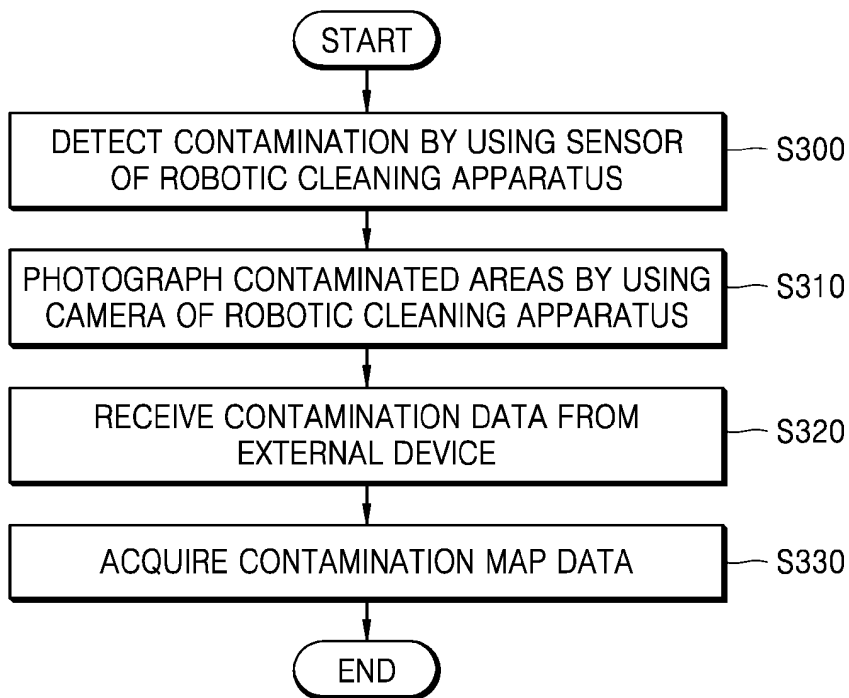 START
DETECT CONTAMINATION BY USING SENSOR
OF ROBOTIC CLEANING APPARATUS
S300
PHOTOGRAPH CONTAMINATED AREAS BY USING
CAMERA OF ROBOTIC CLEANING APPARATUS
S310
RECEIVE CONTAMINATION DATA FROM
EXTERNAL DEVICE
S320
ACQUIRE CONTAMINATION MAP DATA
S330
END